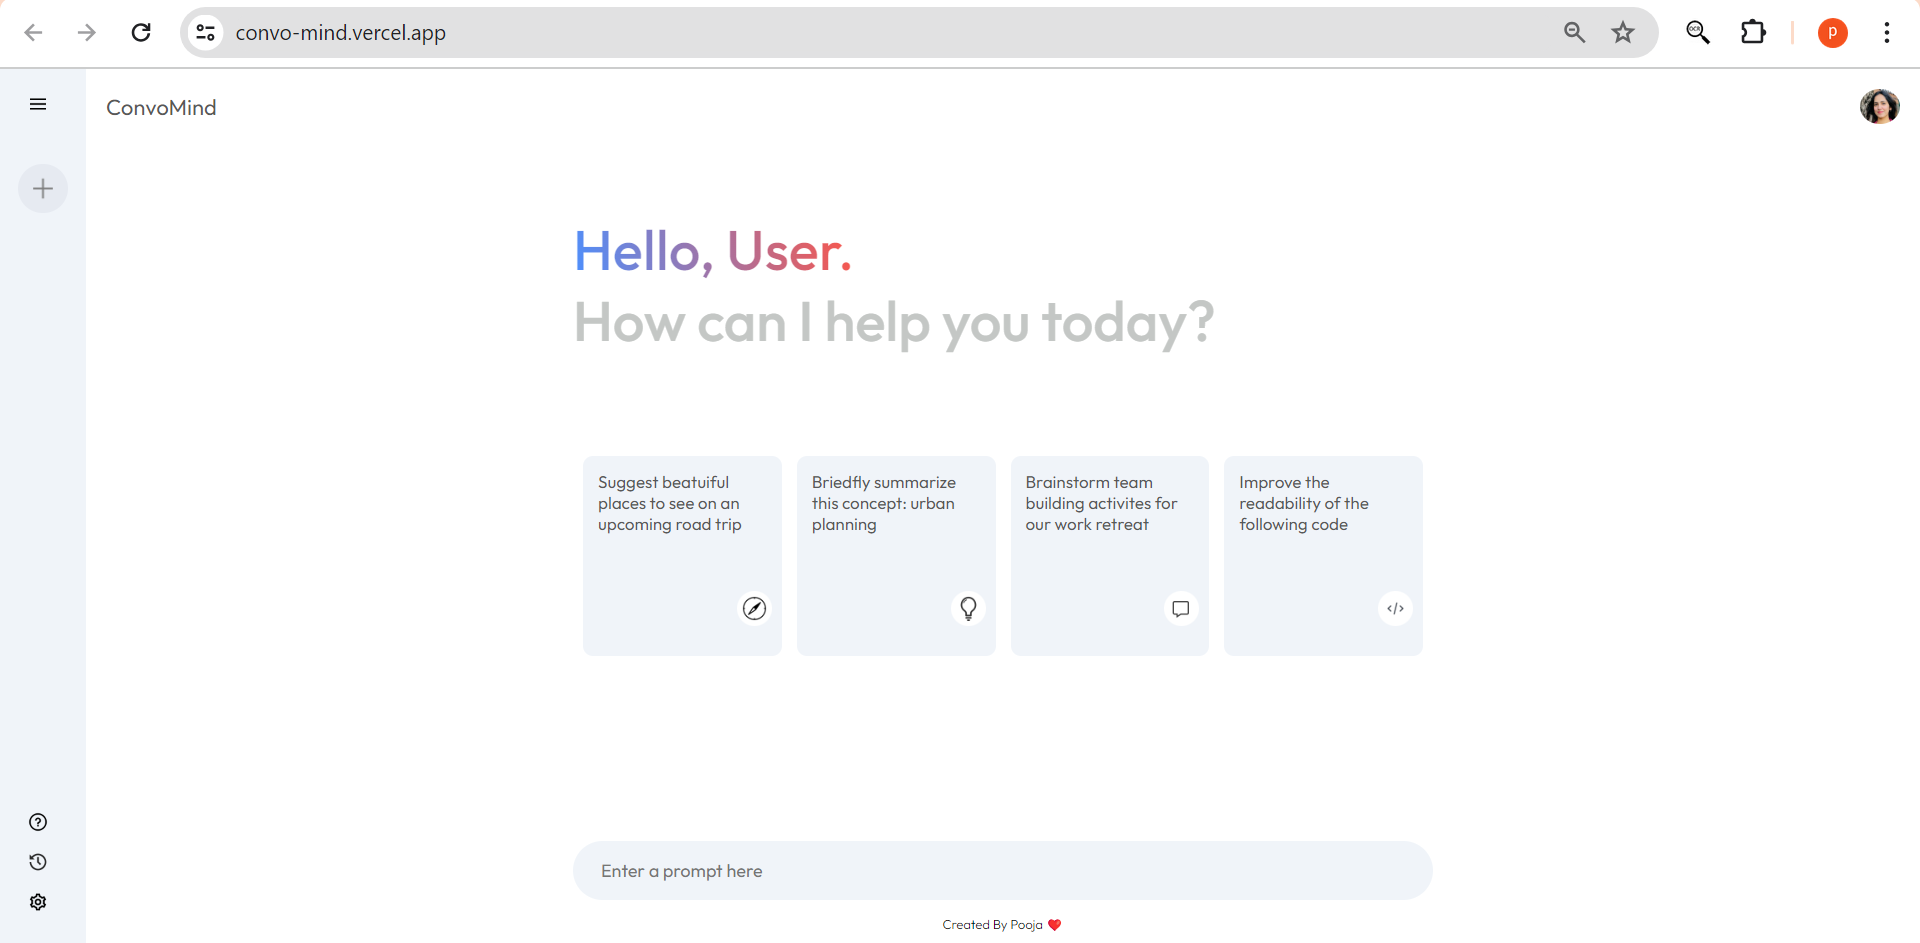 convo-mind.vercel.app
OCR
p
ConvoMind
Hello, User.
How can I help you today?
Suggest beatuiful
places to see on an
upcoming road trip
Briedfly summarize
this concept: urban
planning
Brainstorm team
building activites for
our work retreat
Improve the
readability of the
following code
Enter a prompt here
Created By Pooja ❤️